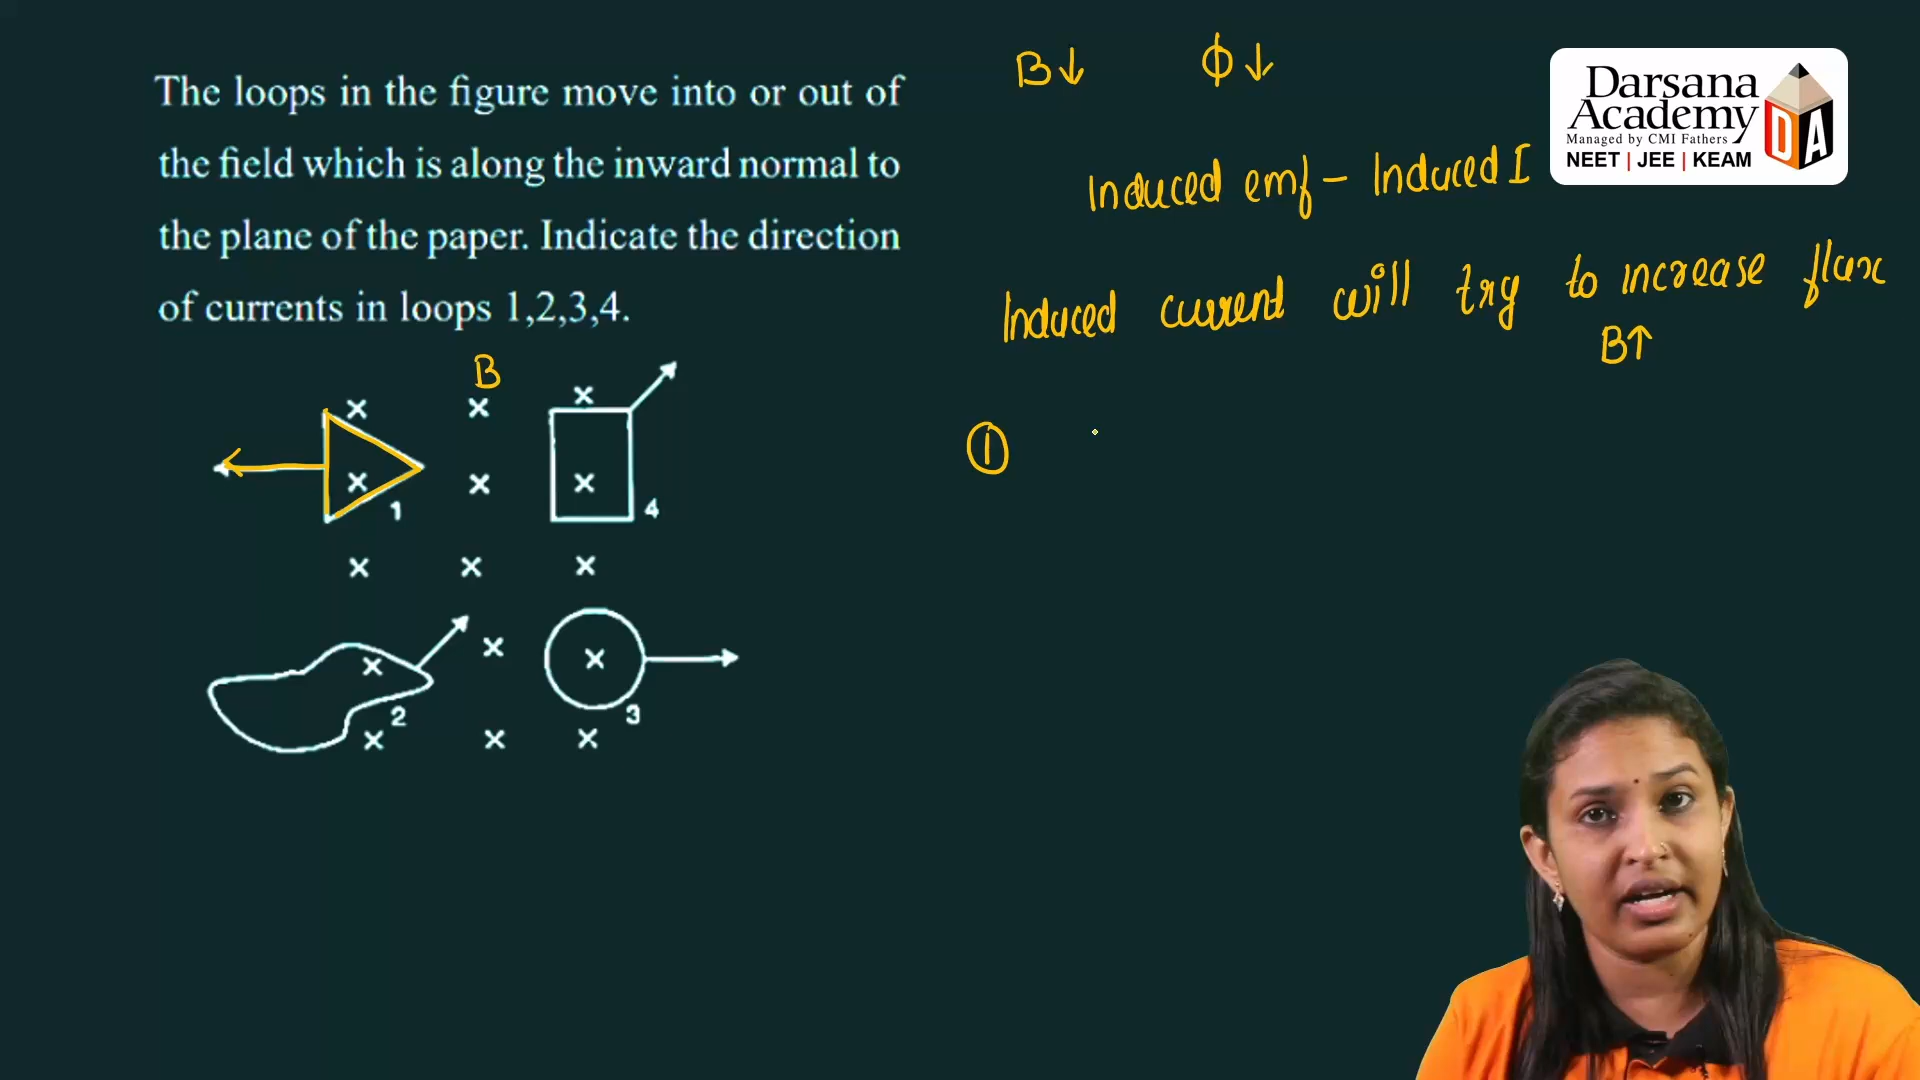 The loops in the figure move into or out of
the field which is along the inward normal to
the plane of the paper. Indicate the direction
of currents in loops 1,2,3,4.
B
× × ×
× × ×
1
4
× × ×
× × ×
2
3
× × ×
B↓ Φ↓
Induced emf – Induced I
Induced current will try to increase flux
B↑
①
Darsana
Academy
Managed by CMI Fathers
NEET | JEE | KEAM
DA